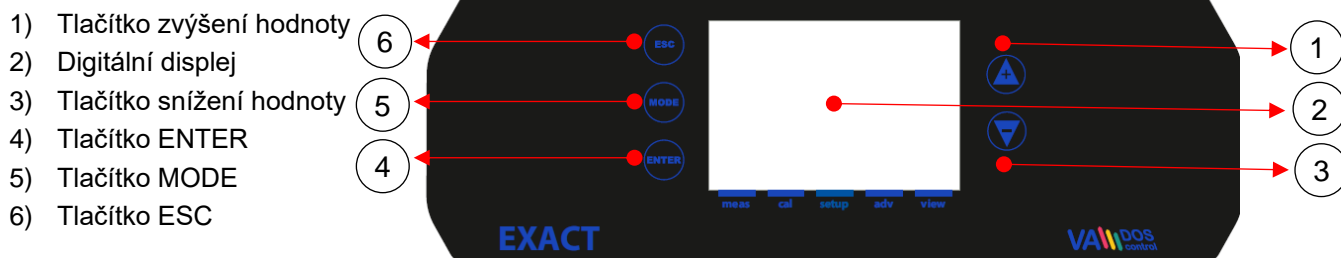 1) Tlačítko zvýšení hodnoty
2) Digitální displej
3) Tlačítko snížení hodnoty
4) Tlačítko ENTER
5) Tlačítko MODE
6) Tlačítko ESC
6
5
4
ESC
MODE
ENTER
+
-
1
2
3
meas cal setup adv view
EXACT
VA DOS
control